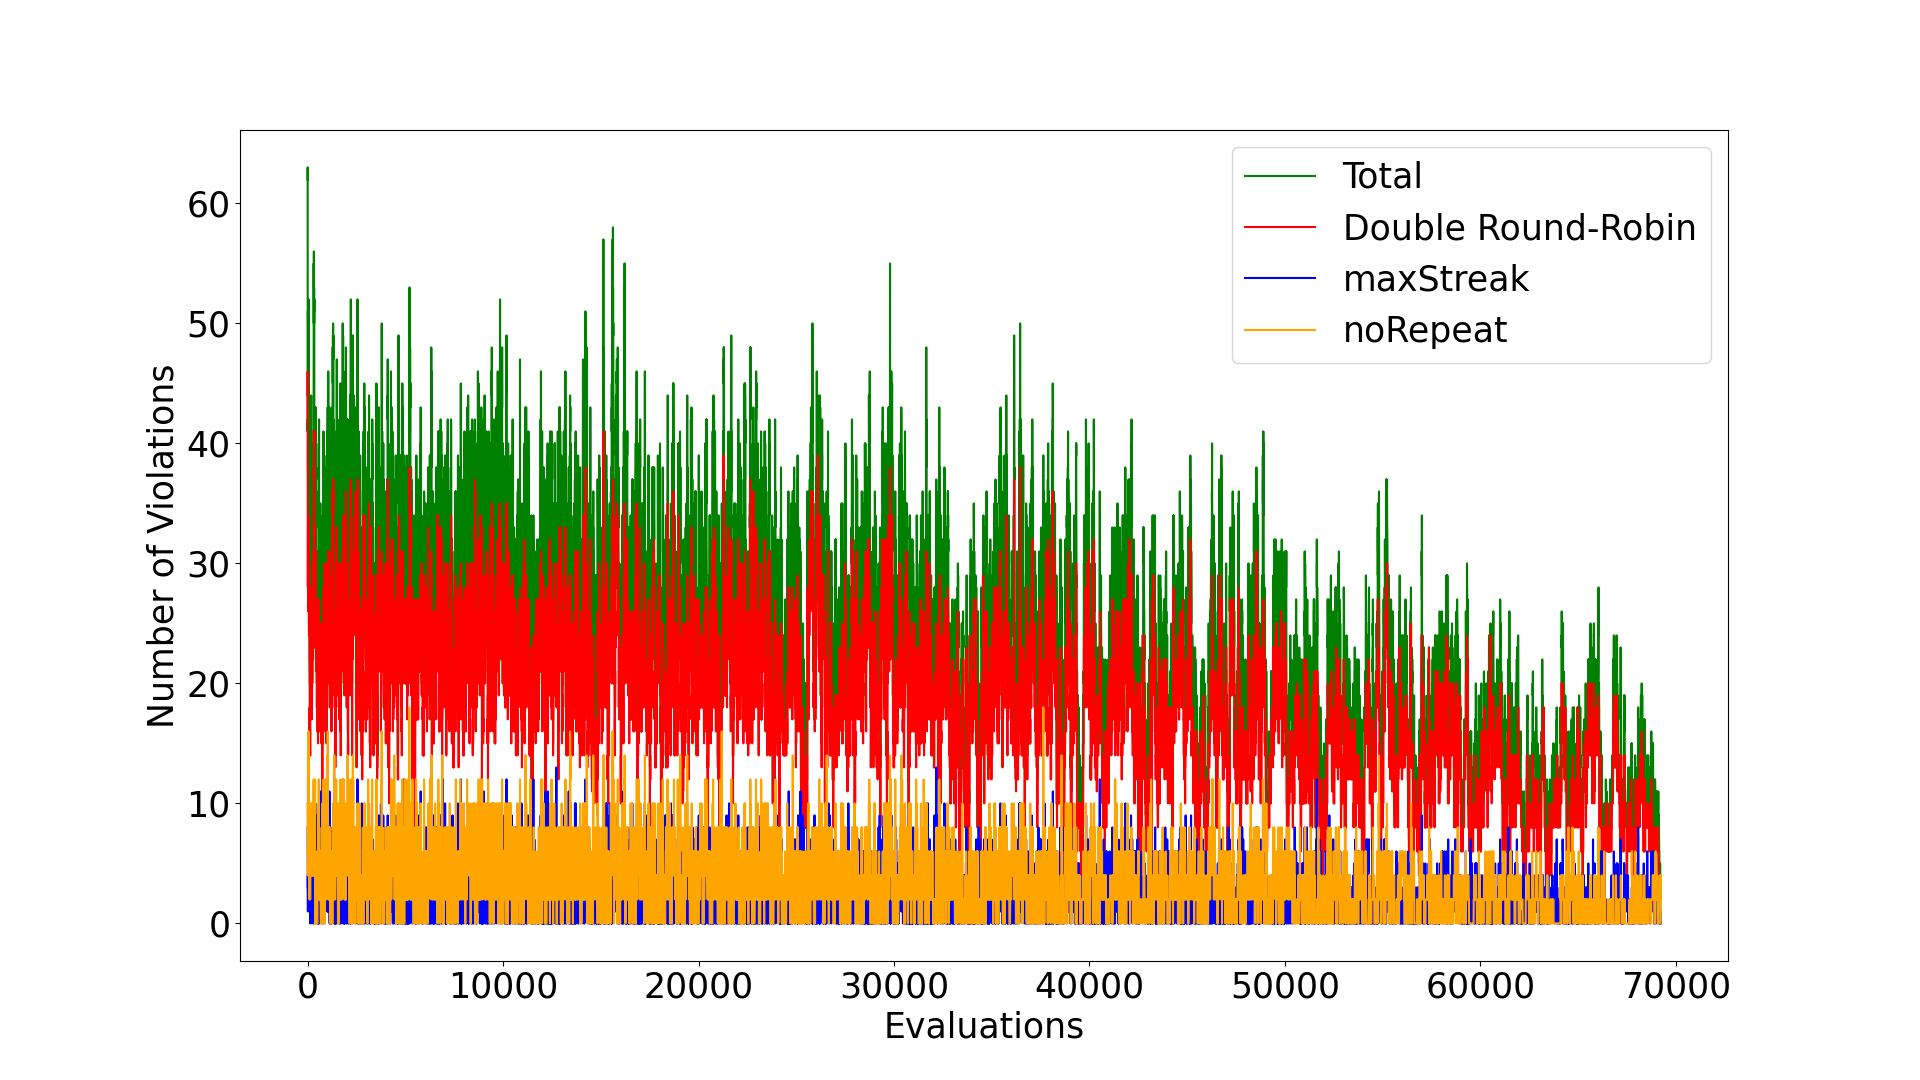 Total
Double Round-Robin
maxStreak
noRepeat
Number of Violations
60
50
40
30
20
10
0
0 10000 20000 30000 40000 50000 60000 70000
Evaluations